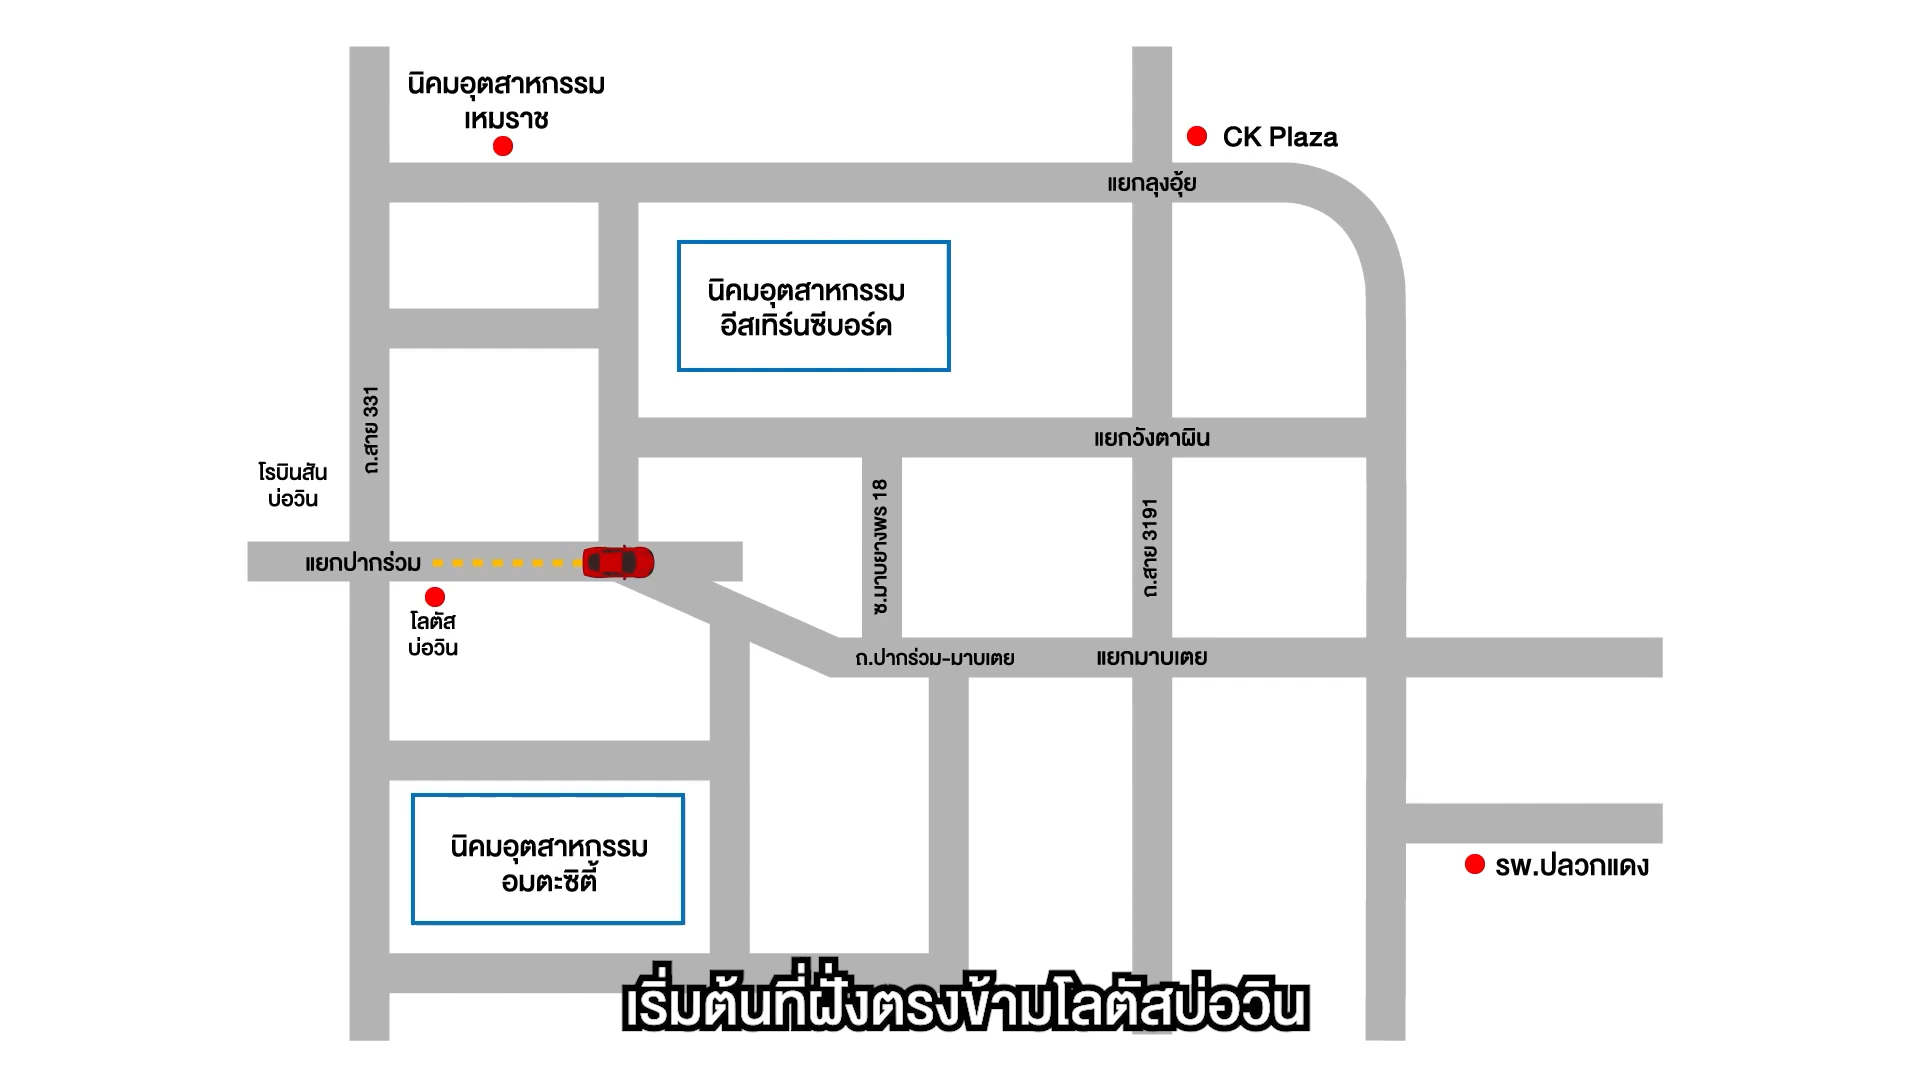 นิคมอุตสาหกรรม
เหมราช
CK Plaza
แยกลุงอุ้ย
นิคมอุตสาหกรรม
อีสเทิร์นซีบอร์ด
ถ.สาย 331
แยกวังตาผิน
โรบินสัน
บ่อวิน
ซ.มาบยางพร 18
ถ.สาย 3191
แยกปากร่วม
โลตัส
บ่อวิน
ถ.ปากร่วม-มาบเตย
แยกมาบเตย
นิคมอุตสาหกรรม
อมตะซิตี้
รพ.ปลวกแดง
เริ่มต้นที่ฝั่งตรงข้ามโลตัสบ่อวิน